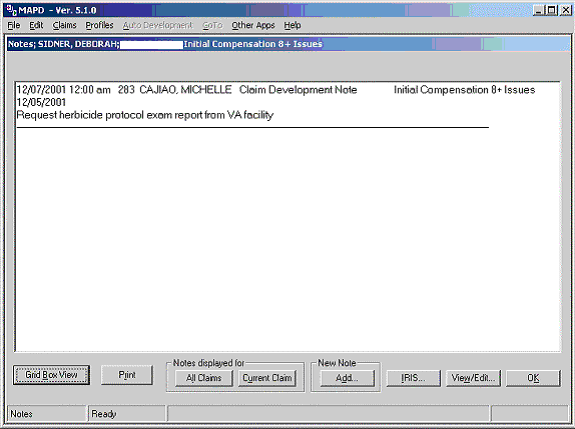 MAPD - Ver. 5.1.0
File Edit Claims Profiles Auto Development GoTo Other Apps Help
Notes; SIDNER, DEBORAH; Initial Compensation 8+ Issues
12/07/2001 12:00 am 283 CAJIAO, MICHELLE Claim Development Note Initial Compensation 8+ Issues
12/05/2001
Request herbicide protocol exam report from VA facility
Notes displayed for New Note
Grid Box View Print All Claims Current Claim Add... IRIS... View/Edit... OK
Notes Ready